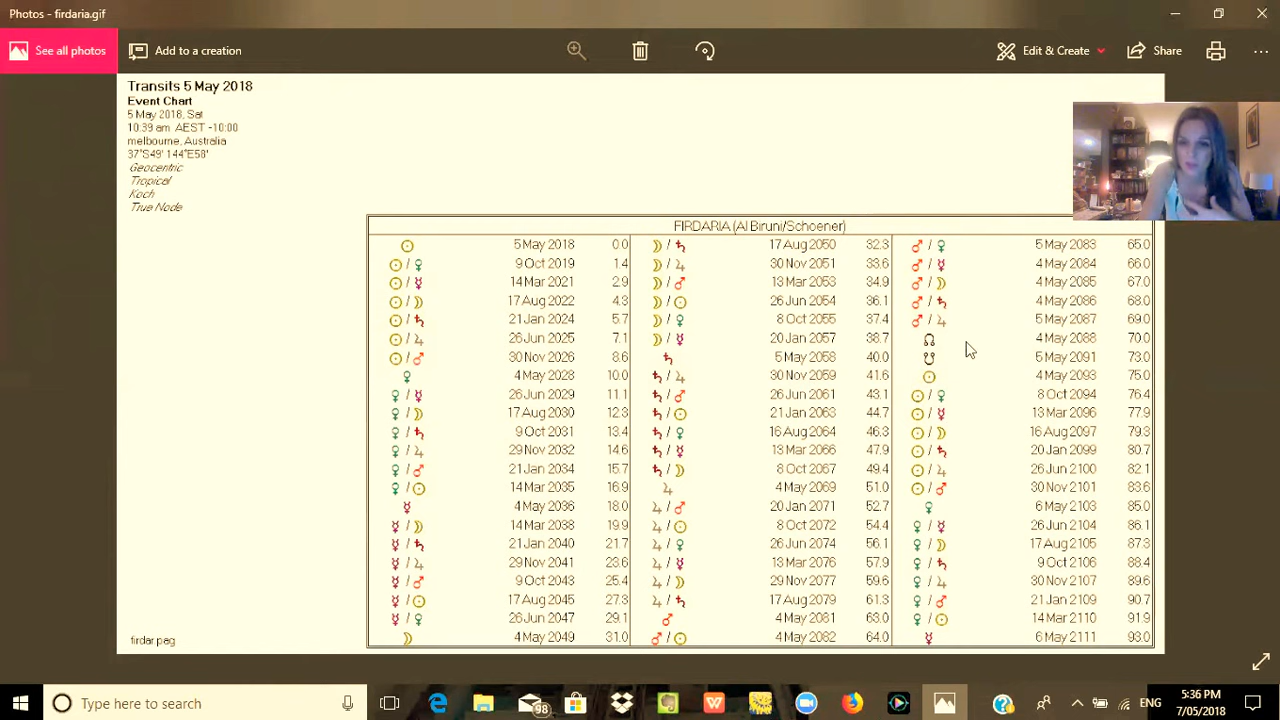 Photos - firdaria.gif
See all photos
Add to a creation
Edit & Create
Share
Transits 5 May 2018
Event Chart
5 May 2018, Sat
10:39 am AEST -10:00
melbourne, Australia
37°S49' 144°E58'
Geocentric
Tropical
Koch
True Node
FIRDARIA (Al Biruni/Schoener)
☉ 5 May 2018 0.0 ☽ / ♄ 17 Aug 2050 32.3 ♂ / ♀ 5 May 2083 65.0
☉ / ♀ 9 Oct 2019 1.4 ☽ / ♃ 30 Nov 2051 33.6 ♂ / ☿ 4 May 2084 66.0
☉ / ☿ 14 Mar 2021 2.9 ☽ / ♂ 13 Mar 2053 34.9 ♂ / ☽ 4 May 2085 67.0
☉ / ☽ 17 Aug 2022 4.3 ☽ / ☉ 26 Jun 2054 36.1 ♂ / ♄ 4 May 2086 68.0
☉ / ♄ 21 Jan 2024 5.7 ☽ / ♀ 8 Oct 2055 37.4 ♂ / ♃ 5 May 2087 69.0
☉ / ♃ 26 Jun 2025 7.1 ☽ / ☿ 20 Jan 2057 38.7 ☊ 4 May 2088 70.0
☉ / ♂ 30 Nov 2026 8.6 ♄ 5 May 2058 40.0 ☋ 5 May 2091 73.0
♀ 4 May 2028 10.0 ♄ / ♃ 30 Nov 2059 41.6 ☉ 4 May 2093 75.0
♀ / ☿ 26 Jun 2029 11.1 ♄ / ♂ 26 Jun 2061 43.1 ☉ / ♀ 8 Oct 2094 76.4
♀ / ☽ 17 Aug 2030 12.3 ♄ / ☉ 21 Jan 2063 44.7 ☉ / ☿ 13 Mar 2096 77.9
♀ / ♄ 9 Oct 2031 13.4 ♄ / ♀ 16 Aug 2064 46.3 ☉ / ☽ 16 Aug 2097 79.3
♀ / ♃ 29 Nov 2032 14.6 ♄ / ☿ 13 Mar 2066 47.9 ☉ / ♄ 20 Jan 2099 80.7
♀ / ♂ 21 Jan 2034 15.7 ♄ / ☽ 8 Oct 2067 49.4 ☉ / ♃ 26 Jun 2100 82.1
♀ / ☉ 14 Mar 2035 16.9 ♃ 4 May 2069 51.0 ☉ / ♂ 30 Nov 2101 83.6
☿ 4 May 2036 18.0 ♃ / ♂ 20 Jan 2071 52.7 ♀ 6 May 2103 85.0
☿ / ☽ 14 Mar 2038 19.9 ♃ / ☉ 8 Oct 2072 54.4 ♀ / ☿ 26 Jun 2104 86.1
☿ / ♄ 21 Jan 2040 21.7 ♃ / ♀ 26 Jun 2074 56.1 ♀ / ☽ 17 Aug 2105 87.3
☿ / ♃ 29 Nov 2041 23.6 ♃ / ☿ 13 Mar 2076 57.9 ♀ / ♄ 9 Oct 2106 88.4
☿ / ♂ 9 Oct 2043 25.4 ♃ / ☽ 29 Nov 2077 59.6 ♀ / ♃ 30 Nov 2107 89.6
☿ / ☉ 17 Aug 2045 27.3 ♃ / ♄ 17 Aug 2079 61.3 ♀ / ♂ 21 Jan 2109 90.7
☿ / ♀ 26 Jun 2047 29.1 ♂ 4 May 2081 63.0 ♀ / ☉ 14 Mar 2110 91.9
☽ 4 May 2049 31.0 ♂ / ☉ 4 May 2082 64.0 ☿ 6 May 2111 93.0
firdar.pag
Type here to search
98
ENG
5:36 PM
7/05/2018